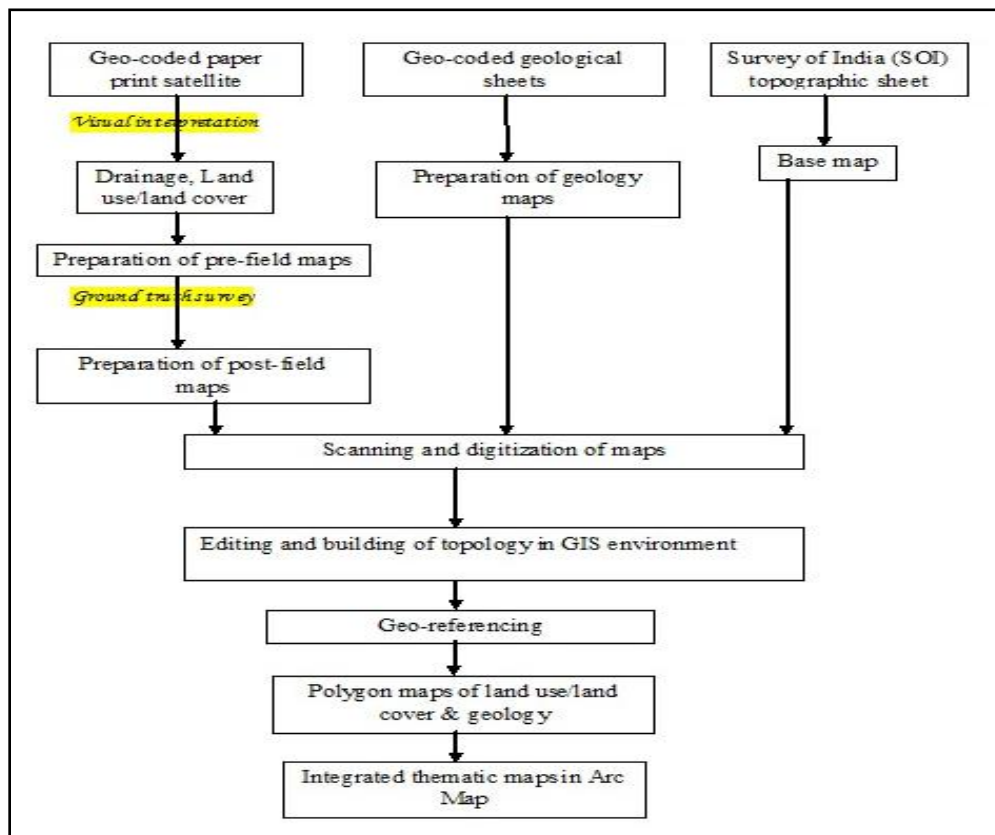 Geo-coded paper
print satellite
Geo-coded geological
sheets
Survey of India (SOI)
topographic sheet
Visual interpretation
Drainage, Land
use/land cover
Preparation of geology
maps
Base map
Preparation of pre-field maps
Ground truth survey
Preparation of post-field
maps
Scanning and digitization of maps
Editing and building of topology in GIS environment
Geo-referencing
Polygon maps of land use/land
cover & geology
Integrated thematic maps in Arc
Map